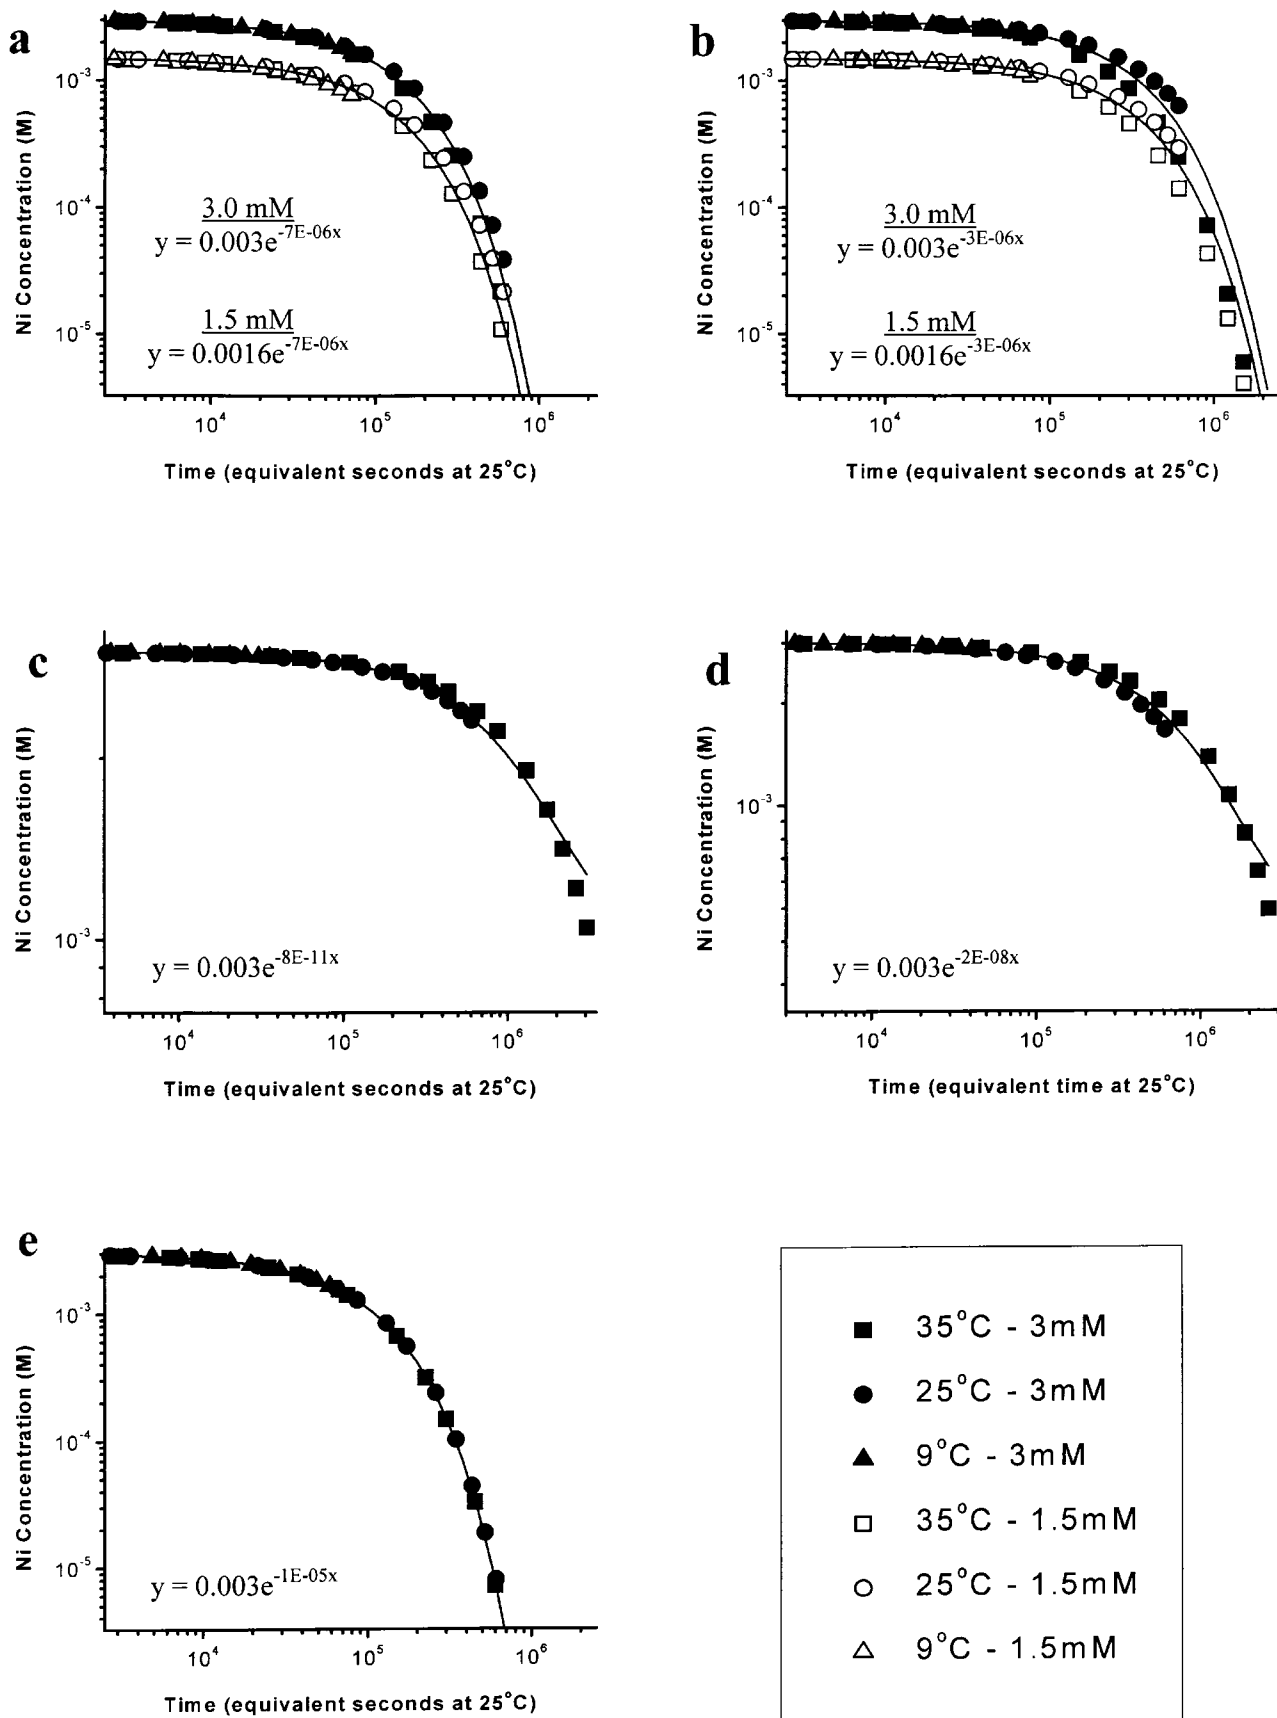 a
Ni Concentration (M)
10^-3
10^-4
10^-5
3.0 mM
y = 0.003e^-7E-06x
1.5 mM
y = 0.0016e^-7E-06x
10^4
10^5
10^6
Time (equivalent seconds at 25°C)
b
Ni Concentration (M)
10^-3
10^-4
10^-5
3.0 mM
y = 0.003e^-3E-06x
1.5 mM
y = 0.0016e^-3E-06x
10^4
10^5
10^6
Time (equivalent seconds at 25°C)
c
Ni Concentration (M)
10^-3
y = 0.003e^-8E-11x
10^4
10^5
10^6
Time (equivalent seconds at 25°C)
d
Ni Concentration (M)
10^-3
y = 0.003e^-2E-08x
10^4
10^5
10^6
Time (equivalent time at 25°C)
e
Ni Concentration (M)
10^-3
10^-4
10^-5
y = 0.003e^-1E-05x
10^4
10^5
10^6
Time (equivalent seconds at 25°C)
35°C - 3mM
25°C - 3mM
9°C - 3mM
35°C - 1.5mM
25°C - 1.5mM
9°C - 1.5mM